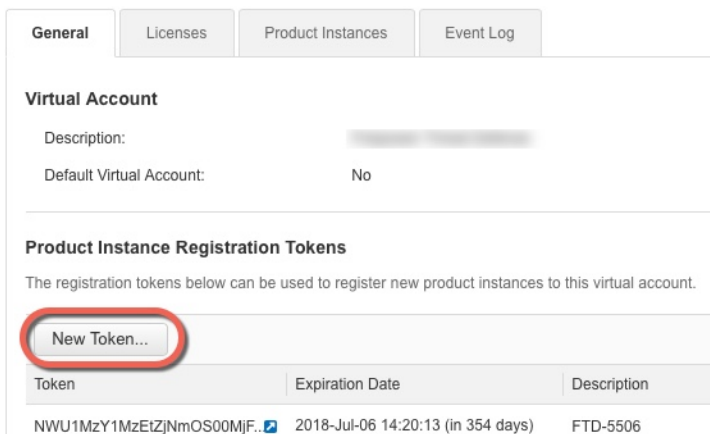 General Licenses Product Instances Event Log
Virtual Account
Description:
Default Virtual Account: No
Product Instance Registration Tokens
The registration tokens below can be used to register new product instances to this virtual account.
New Token...
Token Expiration Date Description
NWU1MzY1MzEtZjNmOS00MjF.. 2018-Jul-06 14:20:13 (in 354 days) FTD-5506